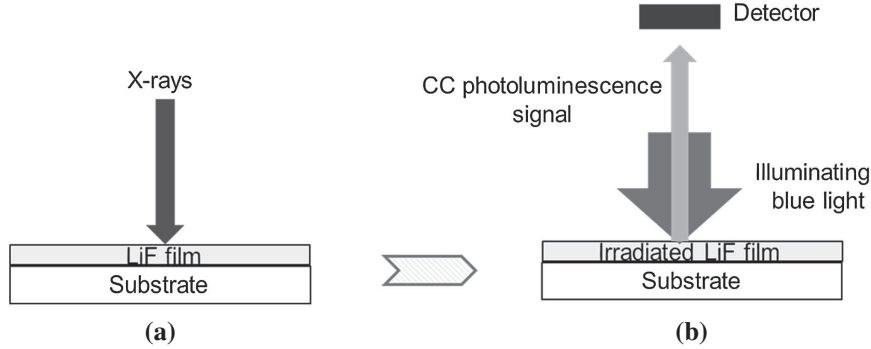 X-rays
LiF film
Substrate
(a)
Detector
CC photoluminescence
signal
Illuminating
blue light
Irradiated LiF film
Substrate
(b)